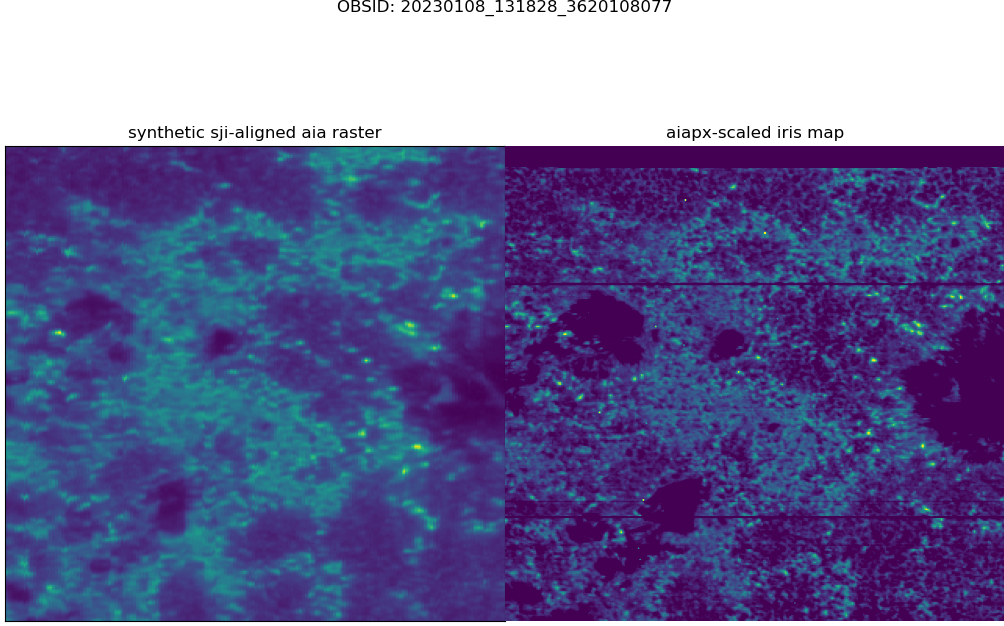 OBSID: 20230108_131828_3620108077
synthetic sji-aligned aia raster
aiapx-scaled iris map